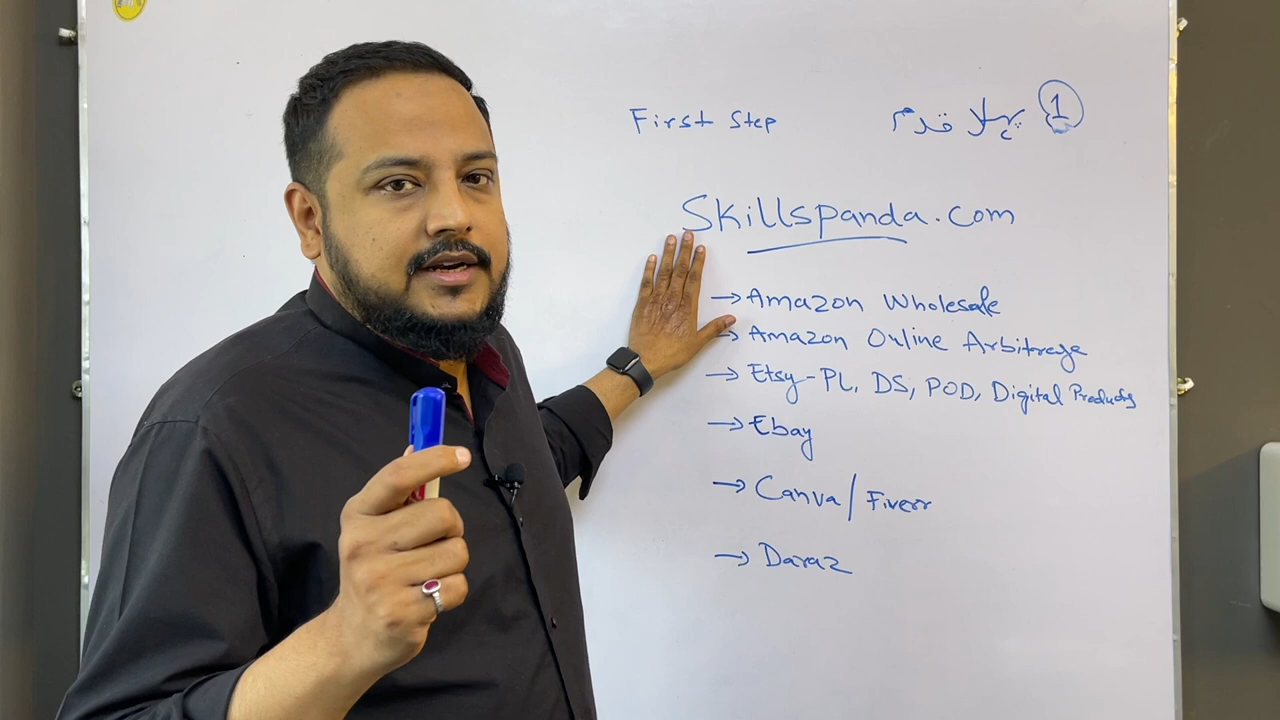 First Step پہلا قدم 1
Skillspanda.com
→ Amazon Wholesale
→ Amazon Online Arbitrage
→ Etsy - PL, DS, POD, Digital Products
→ Ebay
→ Canva / Fiverr
→ Daraz